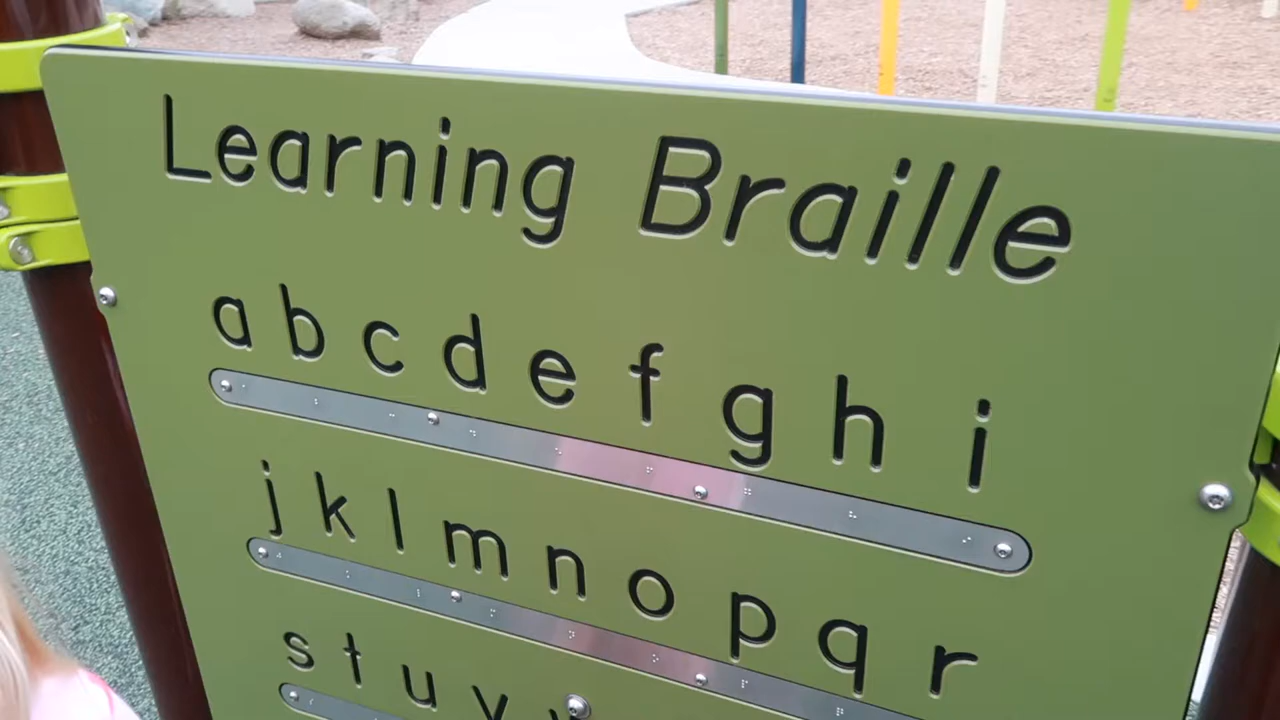 Learning Braille
a b c d e f g h i
j k l m n o p q r
s t u v